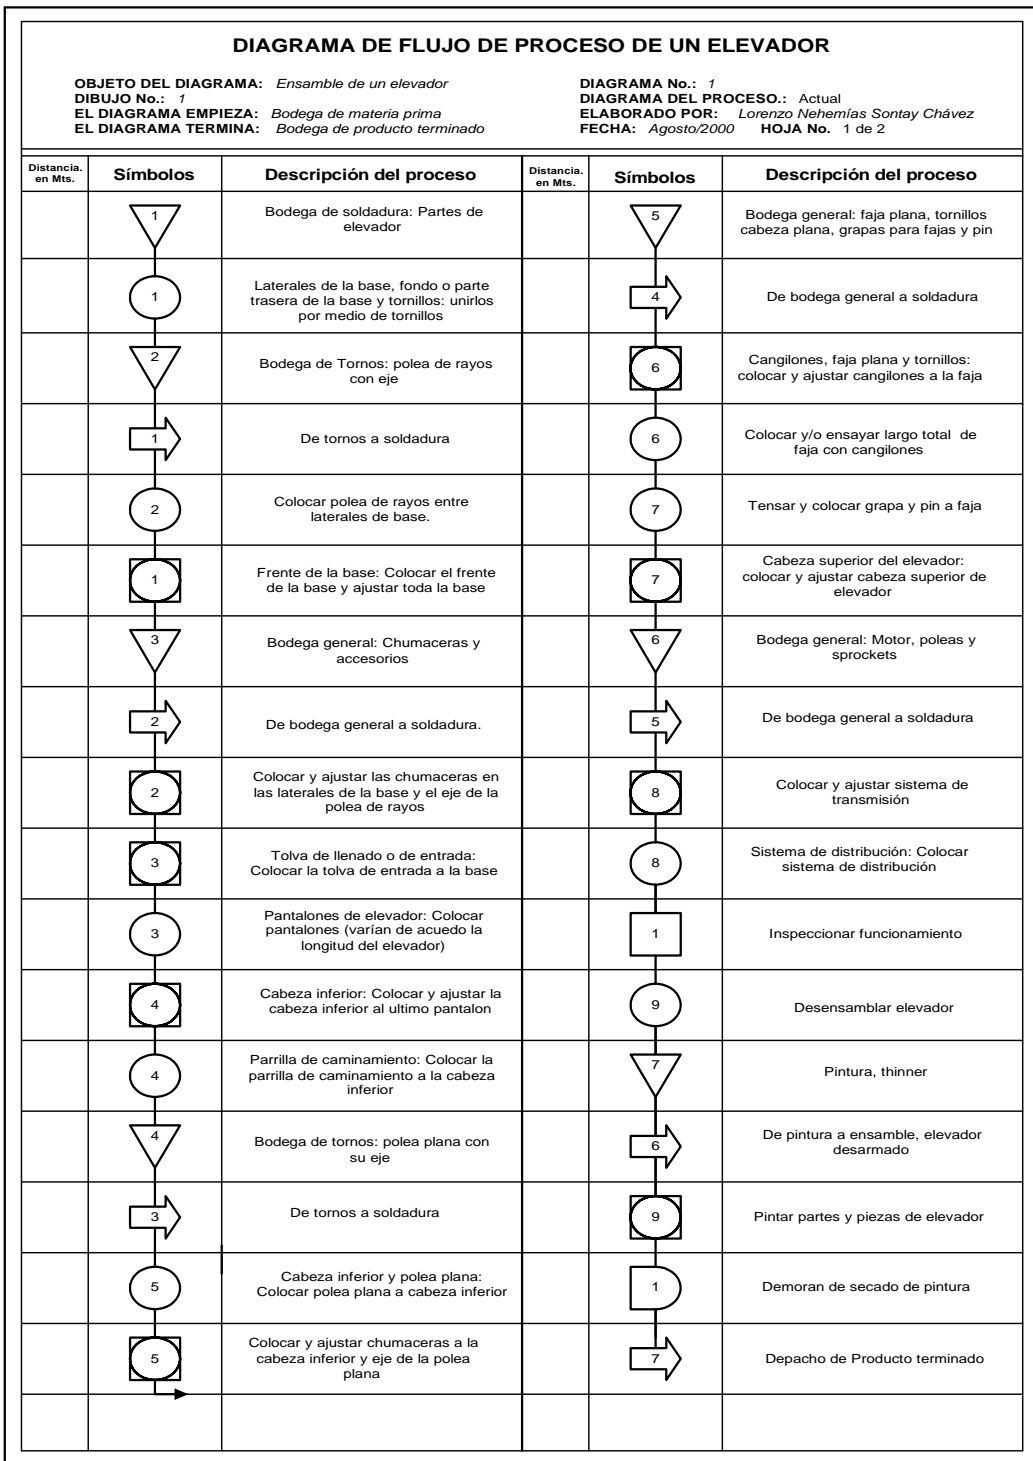 DIAGRAMA DE FLUJO DE PROCESO DE UN ELEVADOR
OBJETO DEL DIAGRAMA: Ensamble de un elevador
DIBUJO No.: 1
EL DIAGRAMA EMPIEZA: Bodega de materia prima
EL DIAGRAMA TERMINA: Bodega de producto terminado
DIAGRAMA No.: 1
DIAGRAMA DEL PROCESO.: Actual
ELABORADO POR: Lorenzo Nehemías Sontay Chávez
FECHA: Agosto/2000 HOJA No. 1 de 2
Distancia.
en Mts.
Símbolos
Descripción del proceso
1
Bodega de soldadura: Partes de
elevador
1
Laterales de la base, fondo o parte
trasera de la base y tornillos: unirlos
por medio de tornillos
2
Bodega de Tornos: polea de rayos
con eje
1
De tornos a soldadura
2
Colocar polea de rayos entre
laterales de base.
1
Frente de la base: Colocar el frente
de la base y ajustar toda la base
3
Bodega general: Chumaceras y
accesorios
2
De bodega general a soldadura.
2
Colocar y ajustar las chumaceras en
las laterales de la base y el eje de la
polea de rayos
3
Tolva de llenado o de entrada:
Colocar la tolva de entrada a la base
3
Pantalones de elevador: Colocar
pantalones (varían de acuedo la
longitud del elevador)
4
Cabeza inferior: Colocar y ajustar la
cabeza inferior al ultimo pantalon
4
Parrilla de caminamiento: Colocar la
parrilla de caminamiento a la cabeza
inferior
4
Bodega de tornos: polea plana con
su eje
3
De tornos a soldadura
5
Cabeza inferior y polea plana:
Colocar polea plana a cabeza inferior
5
Colocar y ajustar chumaceras a la
cabeza inferior y eje de la polea
plana
Distancia.
en Mts.
Símbolos
Descripción del proceso
5
Bodega general: faja plana, tornillos
cabeza plana, grapas para fajas y pin
4
De bodega general a soldadura
6
Cangilones, faja plana y tornillos:
colocar y ajustar cangilones a la faja
6
Colocar y/o ensayar largo total de
faja con cangilones
7
Tensar y colocar grapa y pin a faja
7
Cabeza superior del elevador:
colocar y ajustar cabeza superior de
elevador
6
Bodega general: Motor, poleas y
sprockets
5
De bodega general a soldadura
8
Colocar y ajustar sistema de
transmisión
8
Sistema de distribución: Colocar
sistema de distribución
1
Inspeccionar funcionamiento
9
Desensamblar elevador
7
Pintura, thinner
6
De pintura a ensamble, elevador
desarmado
9
Pintar partes y piezas de elevador
1
Demoran de secado de pintura
7
Depacho de Producto terminado